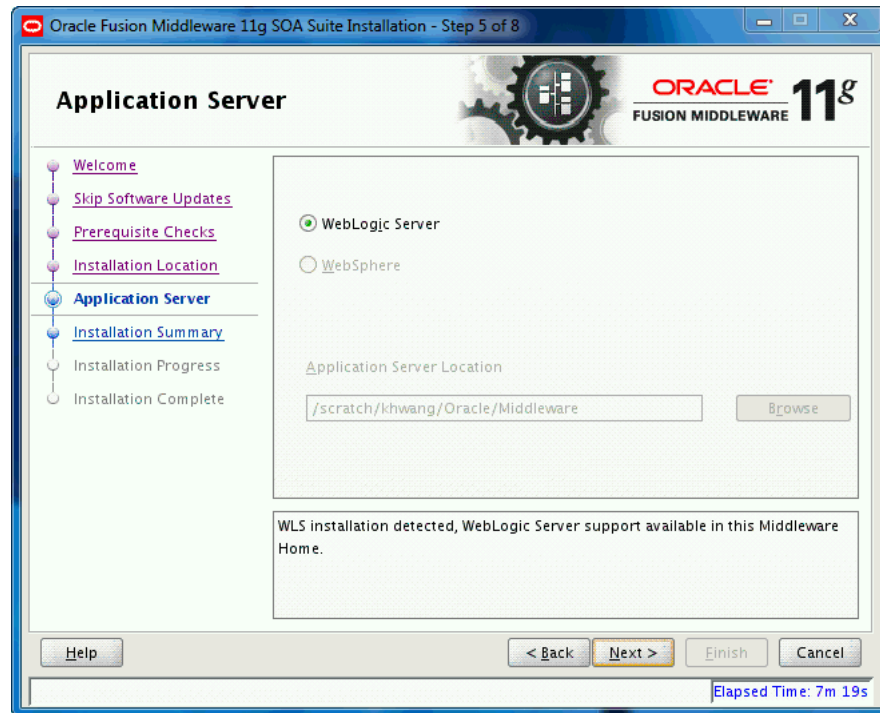 Oracle Fusion Middleware 11g SOA Suite Installation - Step 5 of 8
Application Server
ORACLE
FUSION MIDDLEWARE 11g
Welcome
Skip Software Updates
Prerequisite Checks
Installation Location
Application Server
Installation Summary
Installation Progress
Installation Complete
WebLogic Server
WebSphere
Application Server Location
/scratch/khwang/Oracle/Middleware
Browse
WLS installation detected, WebLogic Server support available in this Middleware
Home.
Help
< Back
Next >
Finish
Cancel
Elapsed Time: 7m 19s